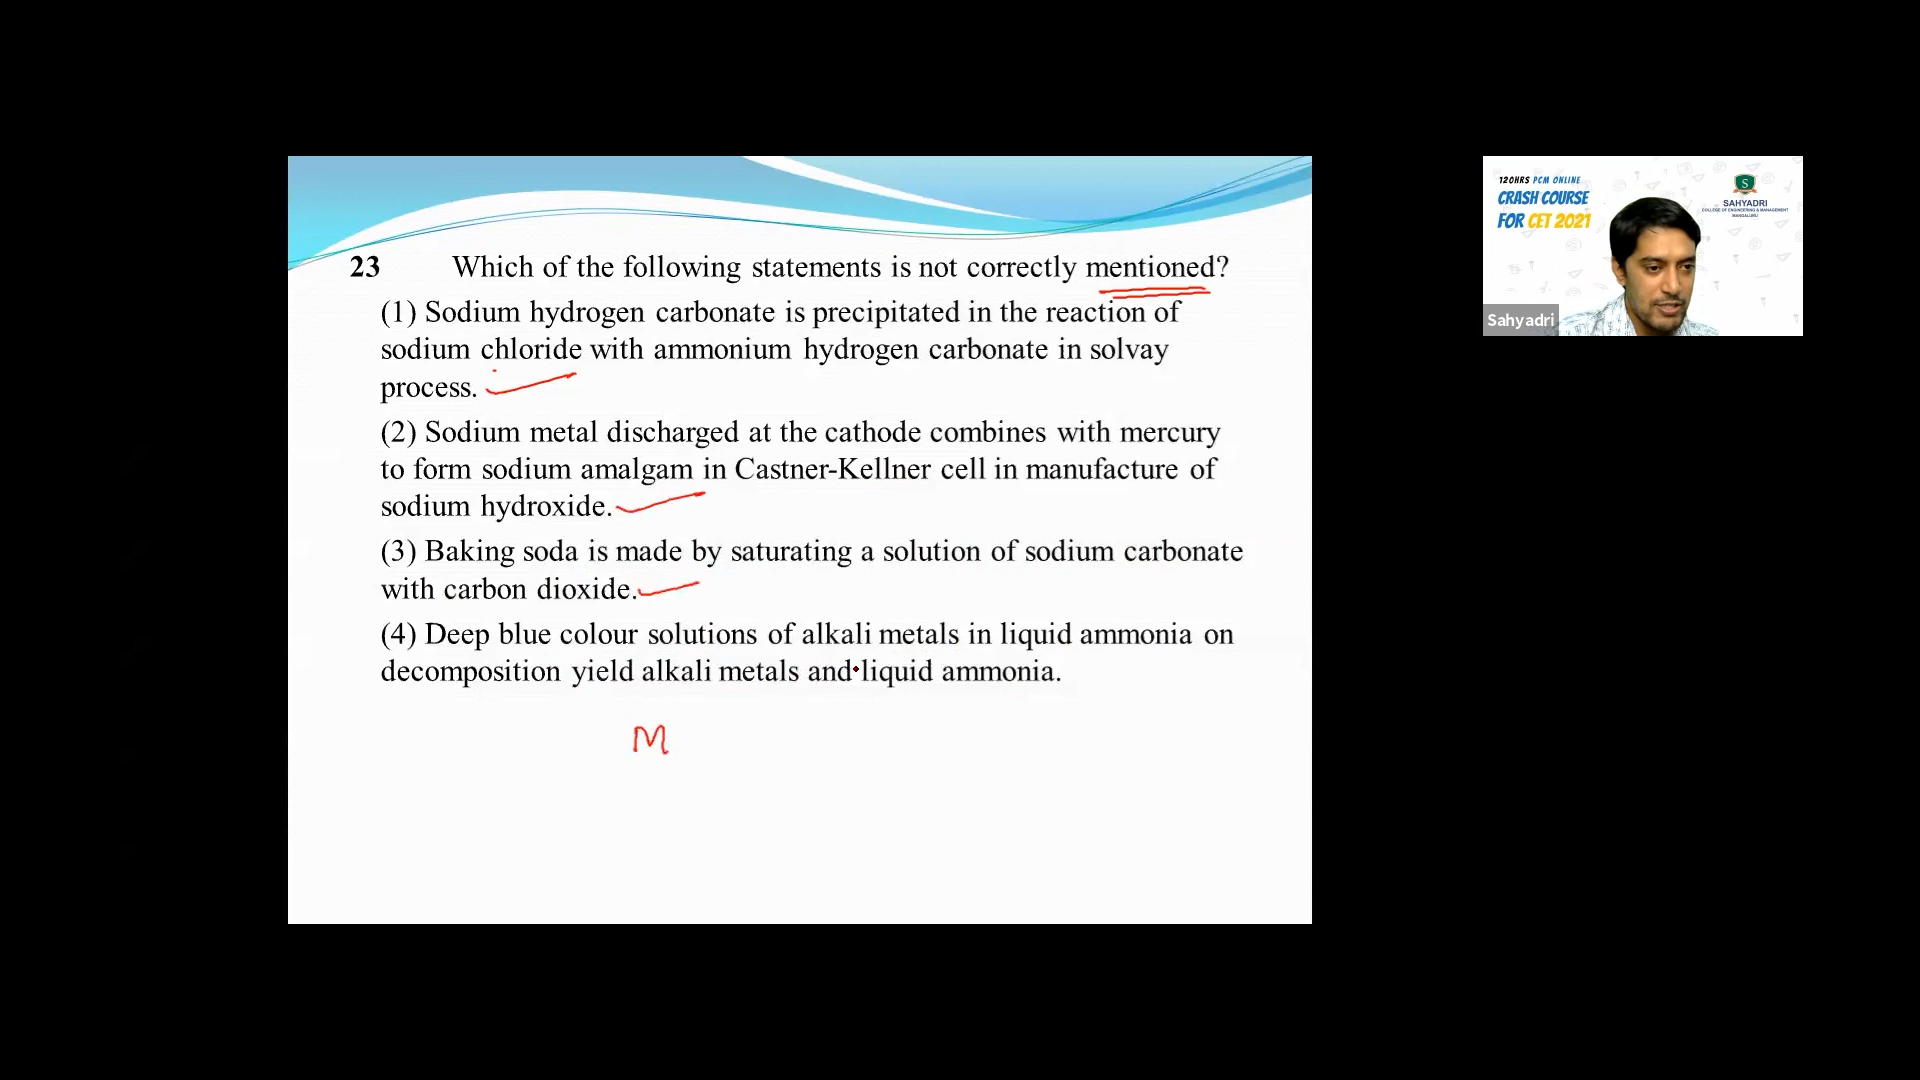 23 Which of the following statements is not correctly mentioned?
(1) Sodium hydrogen carbonate is precipitated in the reaction of
sodium chloride with ammonium hydrogen carbonate in solvay
process.
(2) Sodium metal discharged at the cathode combines with mercury
to form sodium amalgam in Castner-Kellner cell in manufacture of
sodium hydroxide.
(3) Baking soda is made by saturating a solution of sodium carbonate
with carbon dioxide.
(4) Deep blue colour solutions of alkali metals in liquid ammonia on
decomposition yield alkali metals and liquid ammonia.
M
120HRS PCM ONLINE
CRASH COURSE
FOR CET 2021
S
SAHYADRI
COLLEGE OF ENGINEERING & MANAGEMENT
MANGALURU
Sahyadri